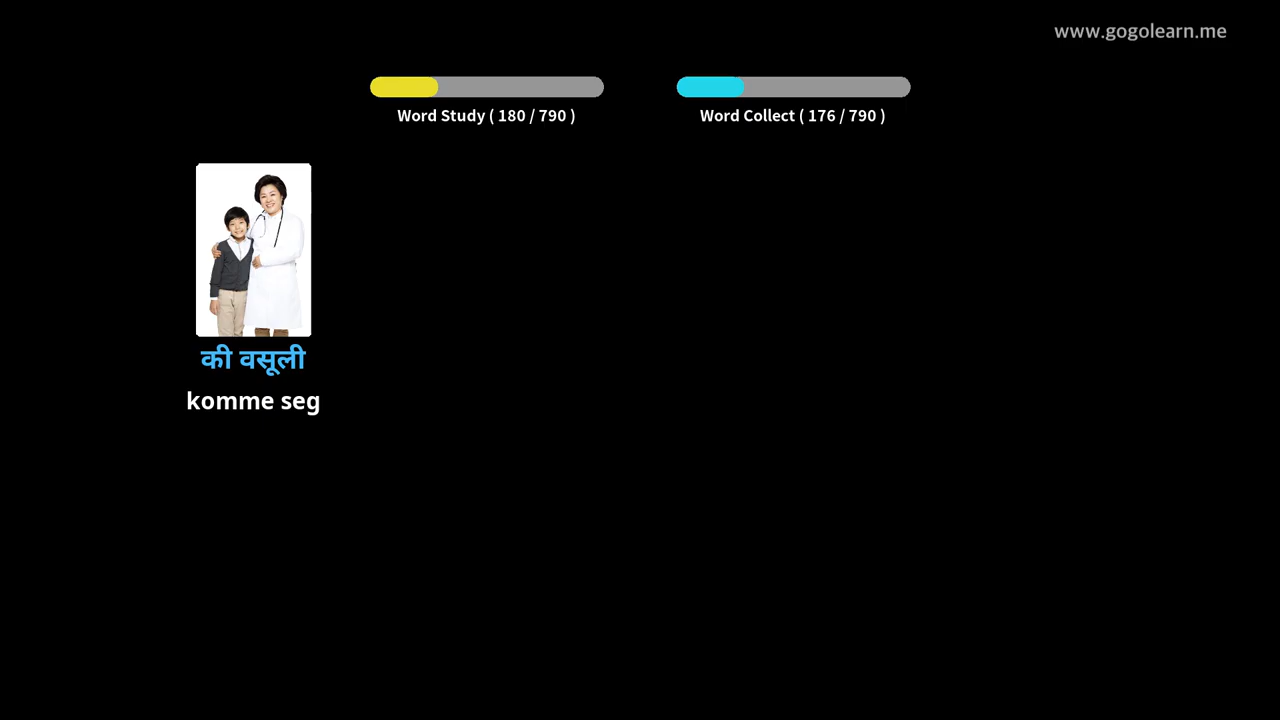 www.gogolearn.me
Word Study ( 180 / 790 )
Word Collect ( 176 / 790 )
की वसूली
komme seg